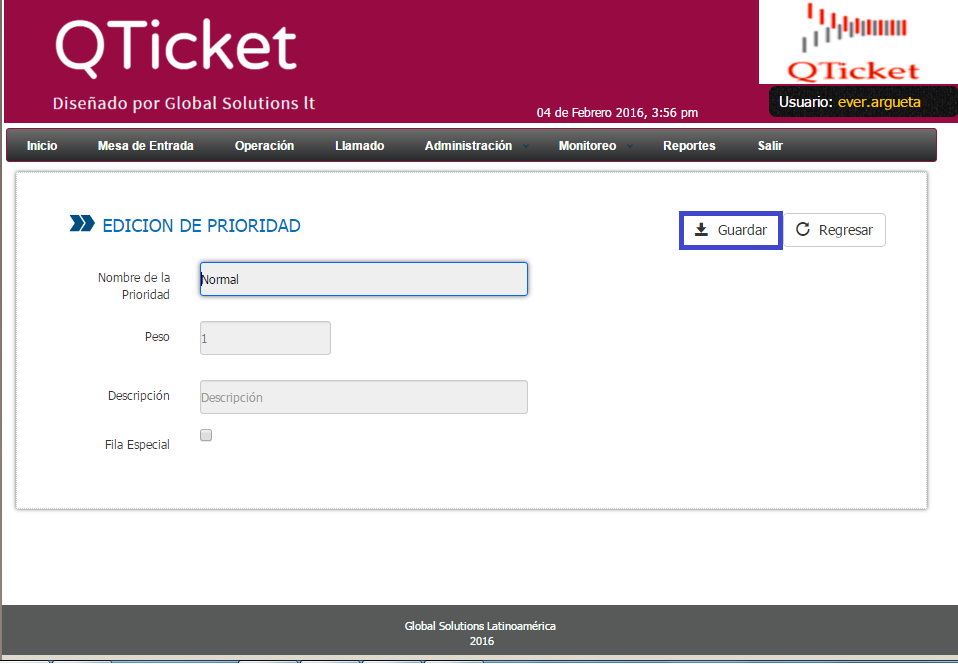 QTicket
Diseñado por Global Solutions lt
QTicket
04 de Febrero 2016, 3:56 pm
Usuario: ever.argueta
Inicio Mesa de Entrada Operación Llamado Administración Monitoreo Reportes Salir
EDICION DE PRIORIDAD
Guardar Regresar
Nombre de la
Prioridad
Normal
Peso
1
Descripción
Descripción
Fila Especial
Global Solutions Latinoamérica
2016